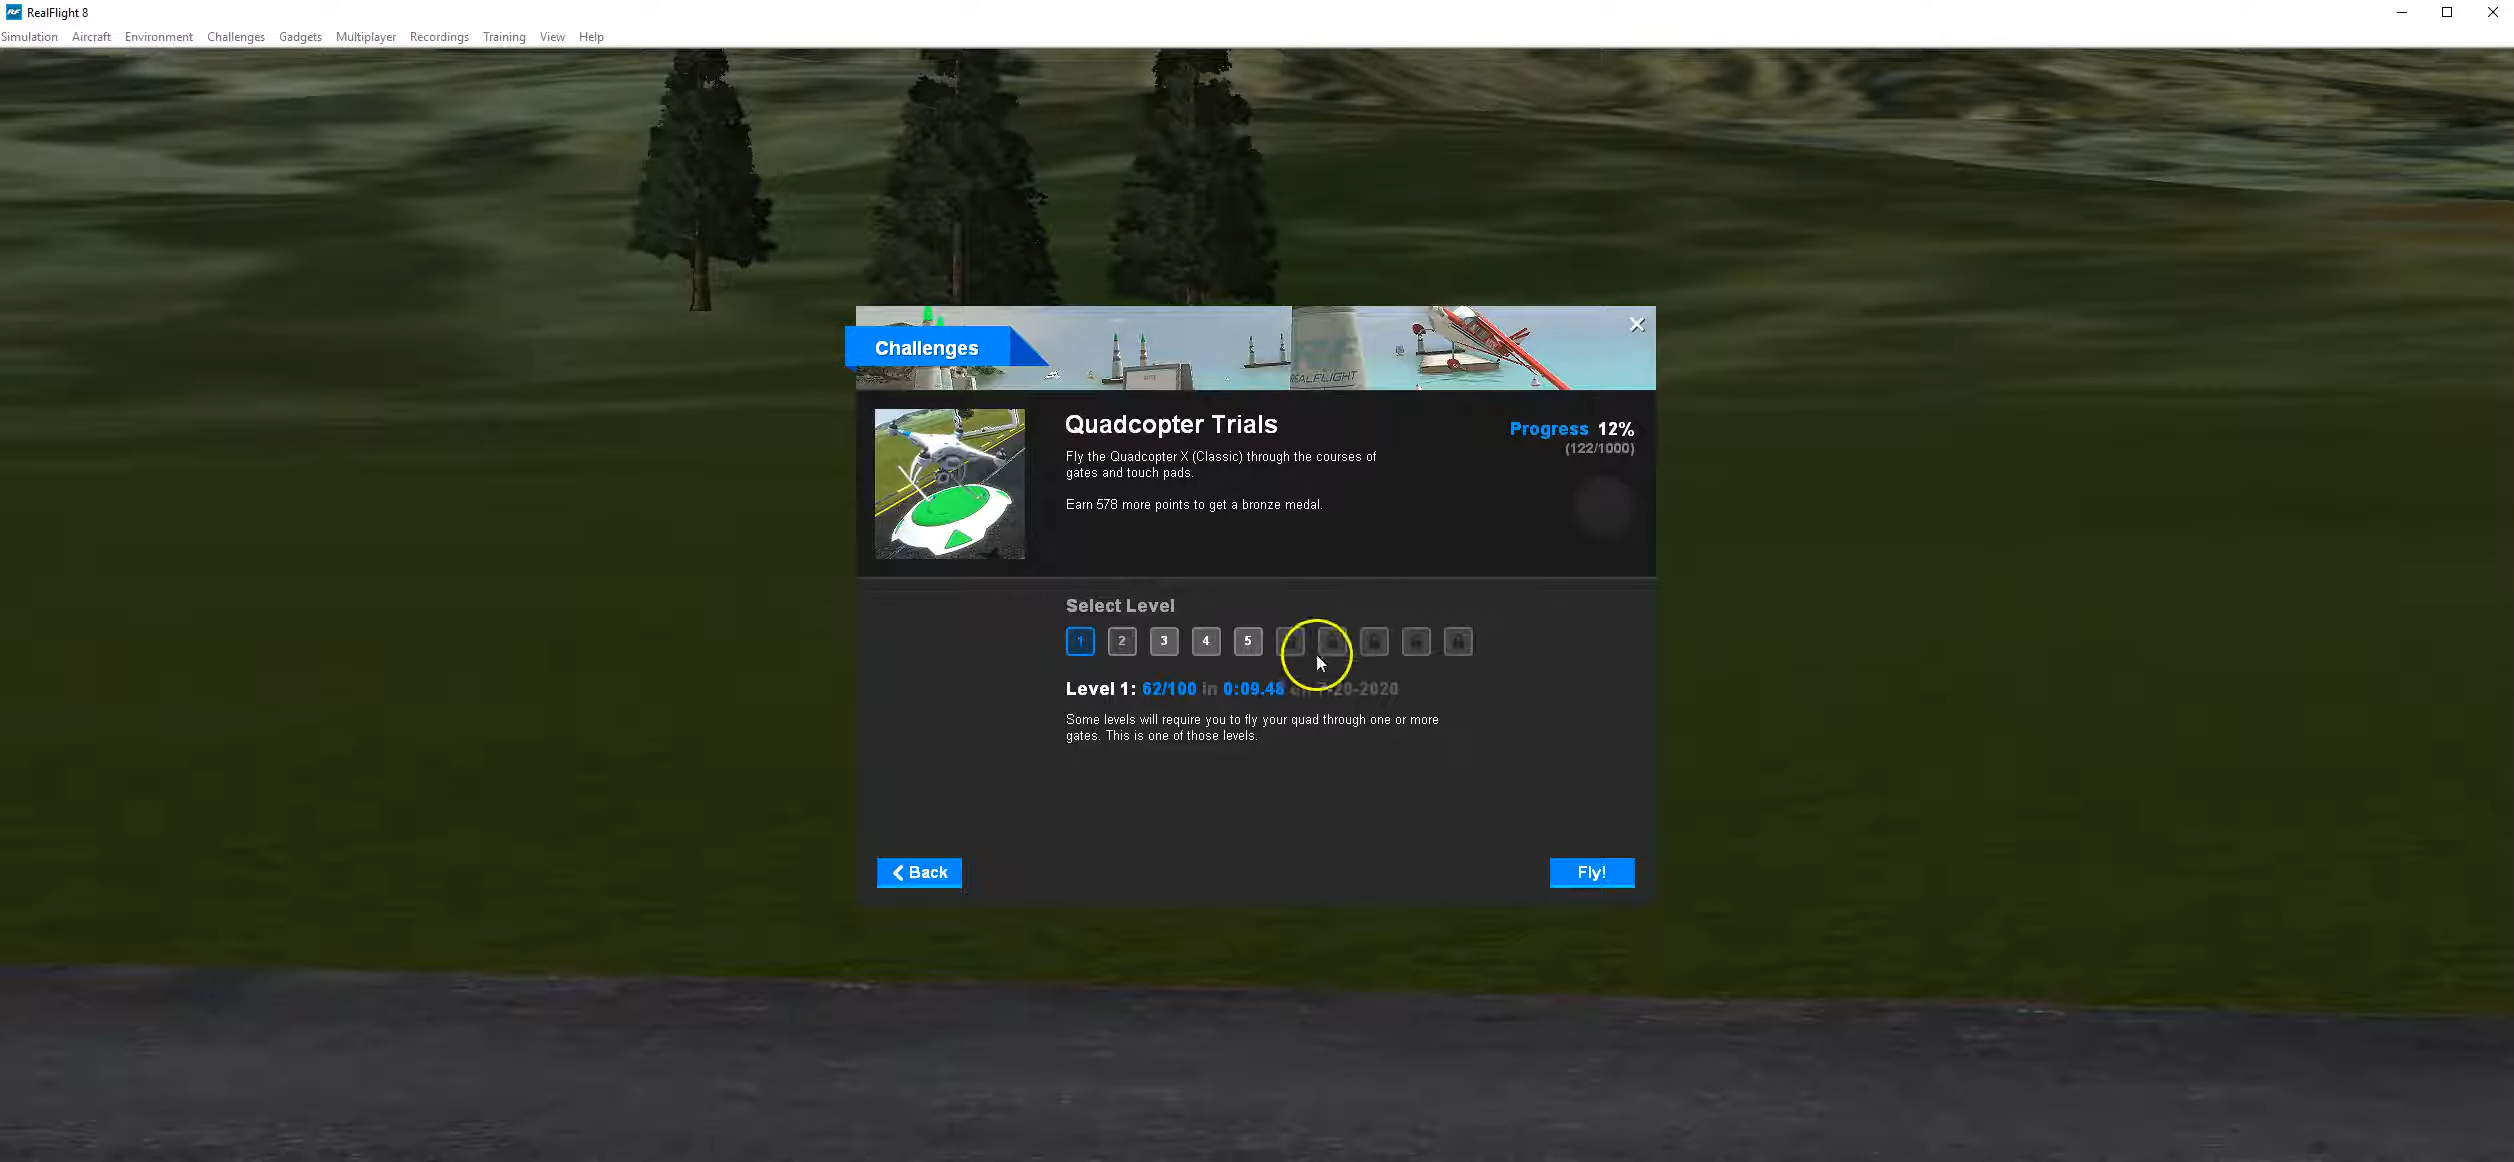 RealFlight 8
Simulation Aircraft Environment Challenges Gadgets Multiplayer Recordings Training View Help
Challenges
REALFLIGHT
Quadcopter Trials
Progress 12%
(122/1000)
Fly the Quadcopter X (Classic) through the courses of
gates and touch pads.
Earn 578 more points to get a bronze medal.
Select Level
1 2 3 4 5
Level 1: 62/100 in 0:09.48 on 7-20-2020
Some levels will require you to fly your quad through one or more
gates. This is one of those levels.
Back
Fly!